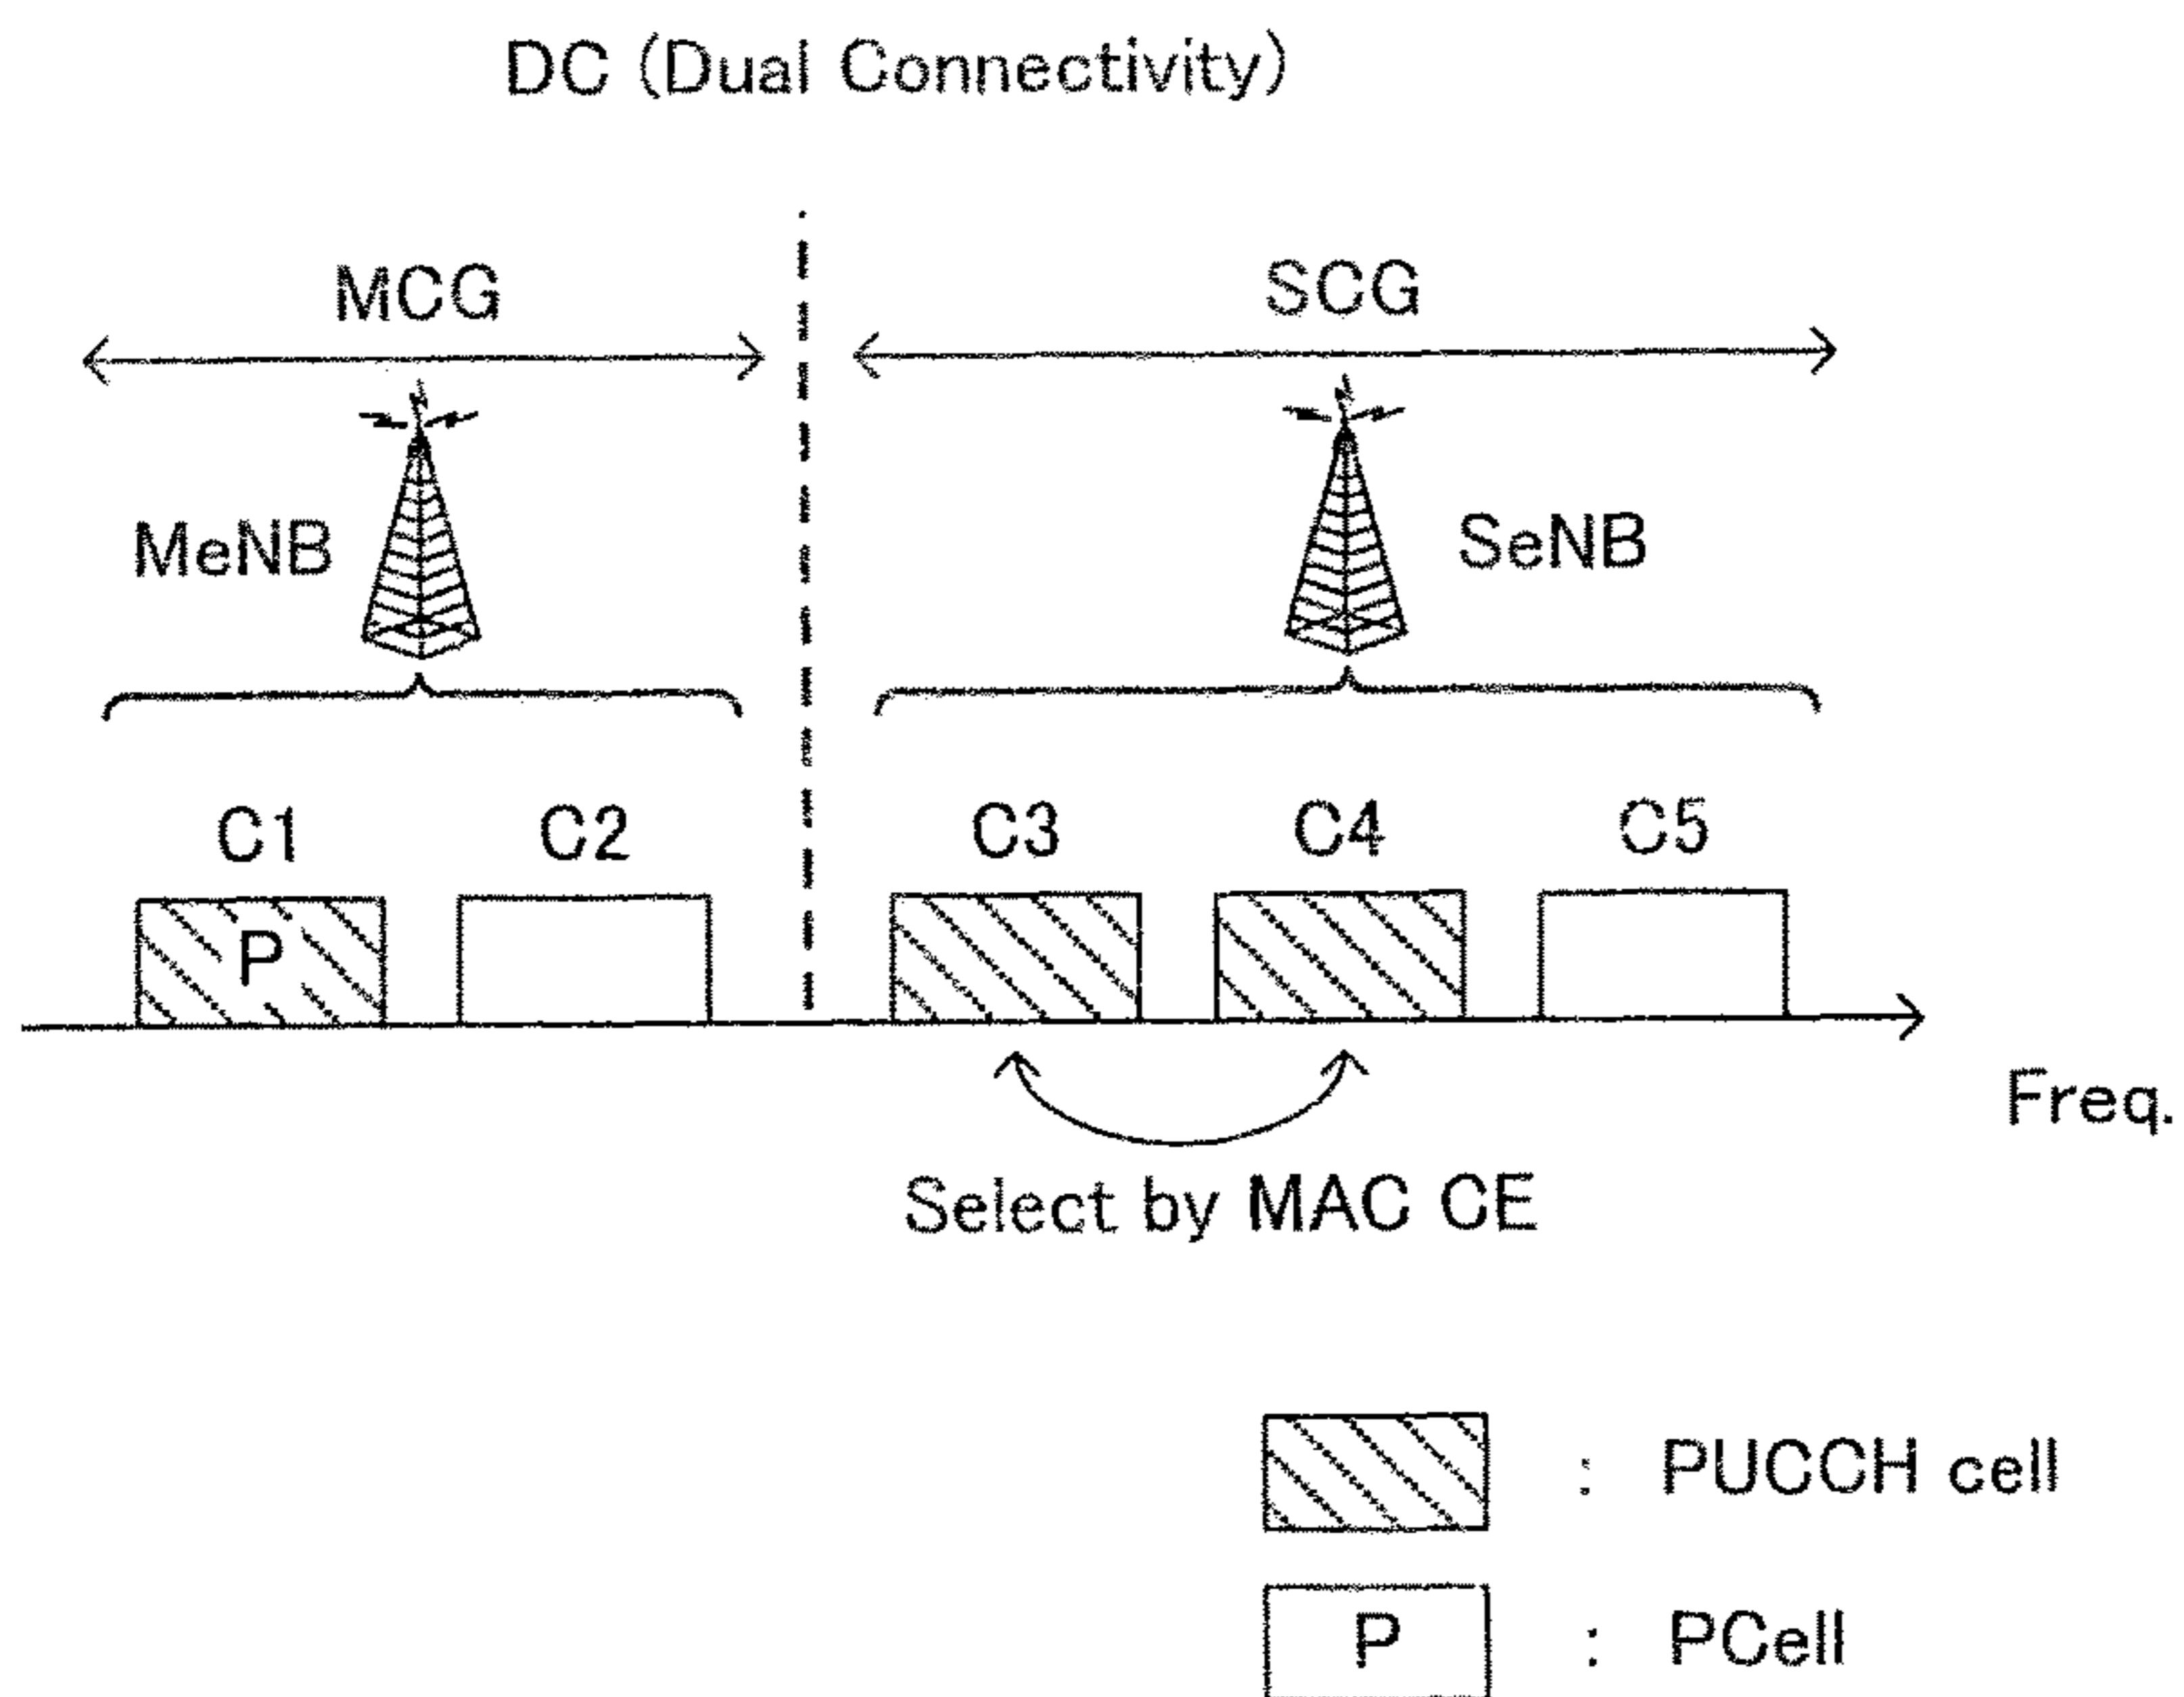 DC (Dual Connectivity)
MCG
SCG
MeNB
SeNB
C1
C2
C3
C4
C5
P
Freq.
Select by MAC CE
: PUCCH cell
P : PCell